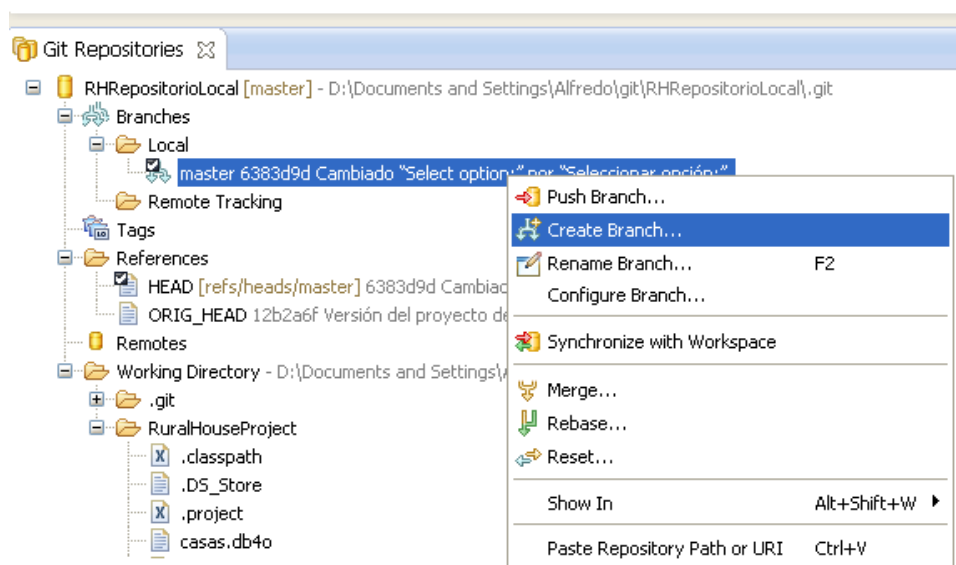 Git Repositories
RHRepositorioLocal [master] - D:\Documents and Settings\Alfredo\git\RHRepositorioLocal\.git
Branches
Local
master 6383d9d Cambiado "Select option:" por "Seleccionar opción:"
Remote Tracking
Tags
References
HEAD [refs/heads/master] 6383d9d Cambiad
ORIG_HEAD 12b2a6f Versión del proyecto de
Remotes
Working Directory - D:\Documents and Settings\
.git
RuralHouseProject
.classpath
.DS_Store
.project
casas.db4o
Push Branch...
Create Branch...
Rename Branch... F2
Configure Branch...
Synchronize with Workspace
Merge...
Rebase...
Reset...
Show In Alt+Shift+W
Paste Repository Path or URI Ctrl+V